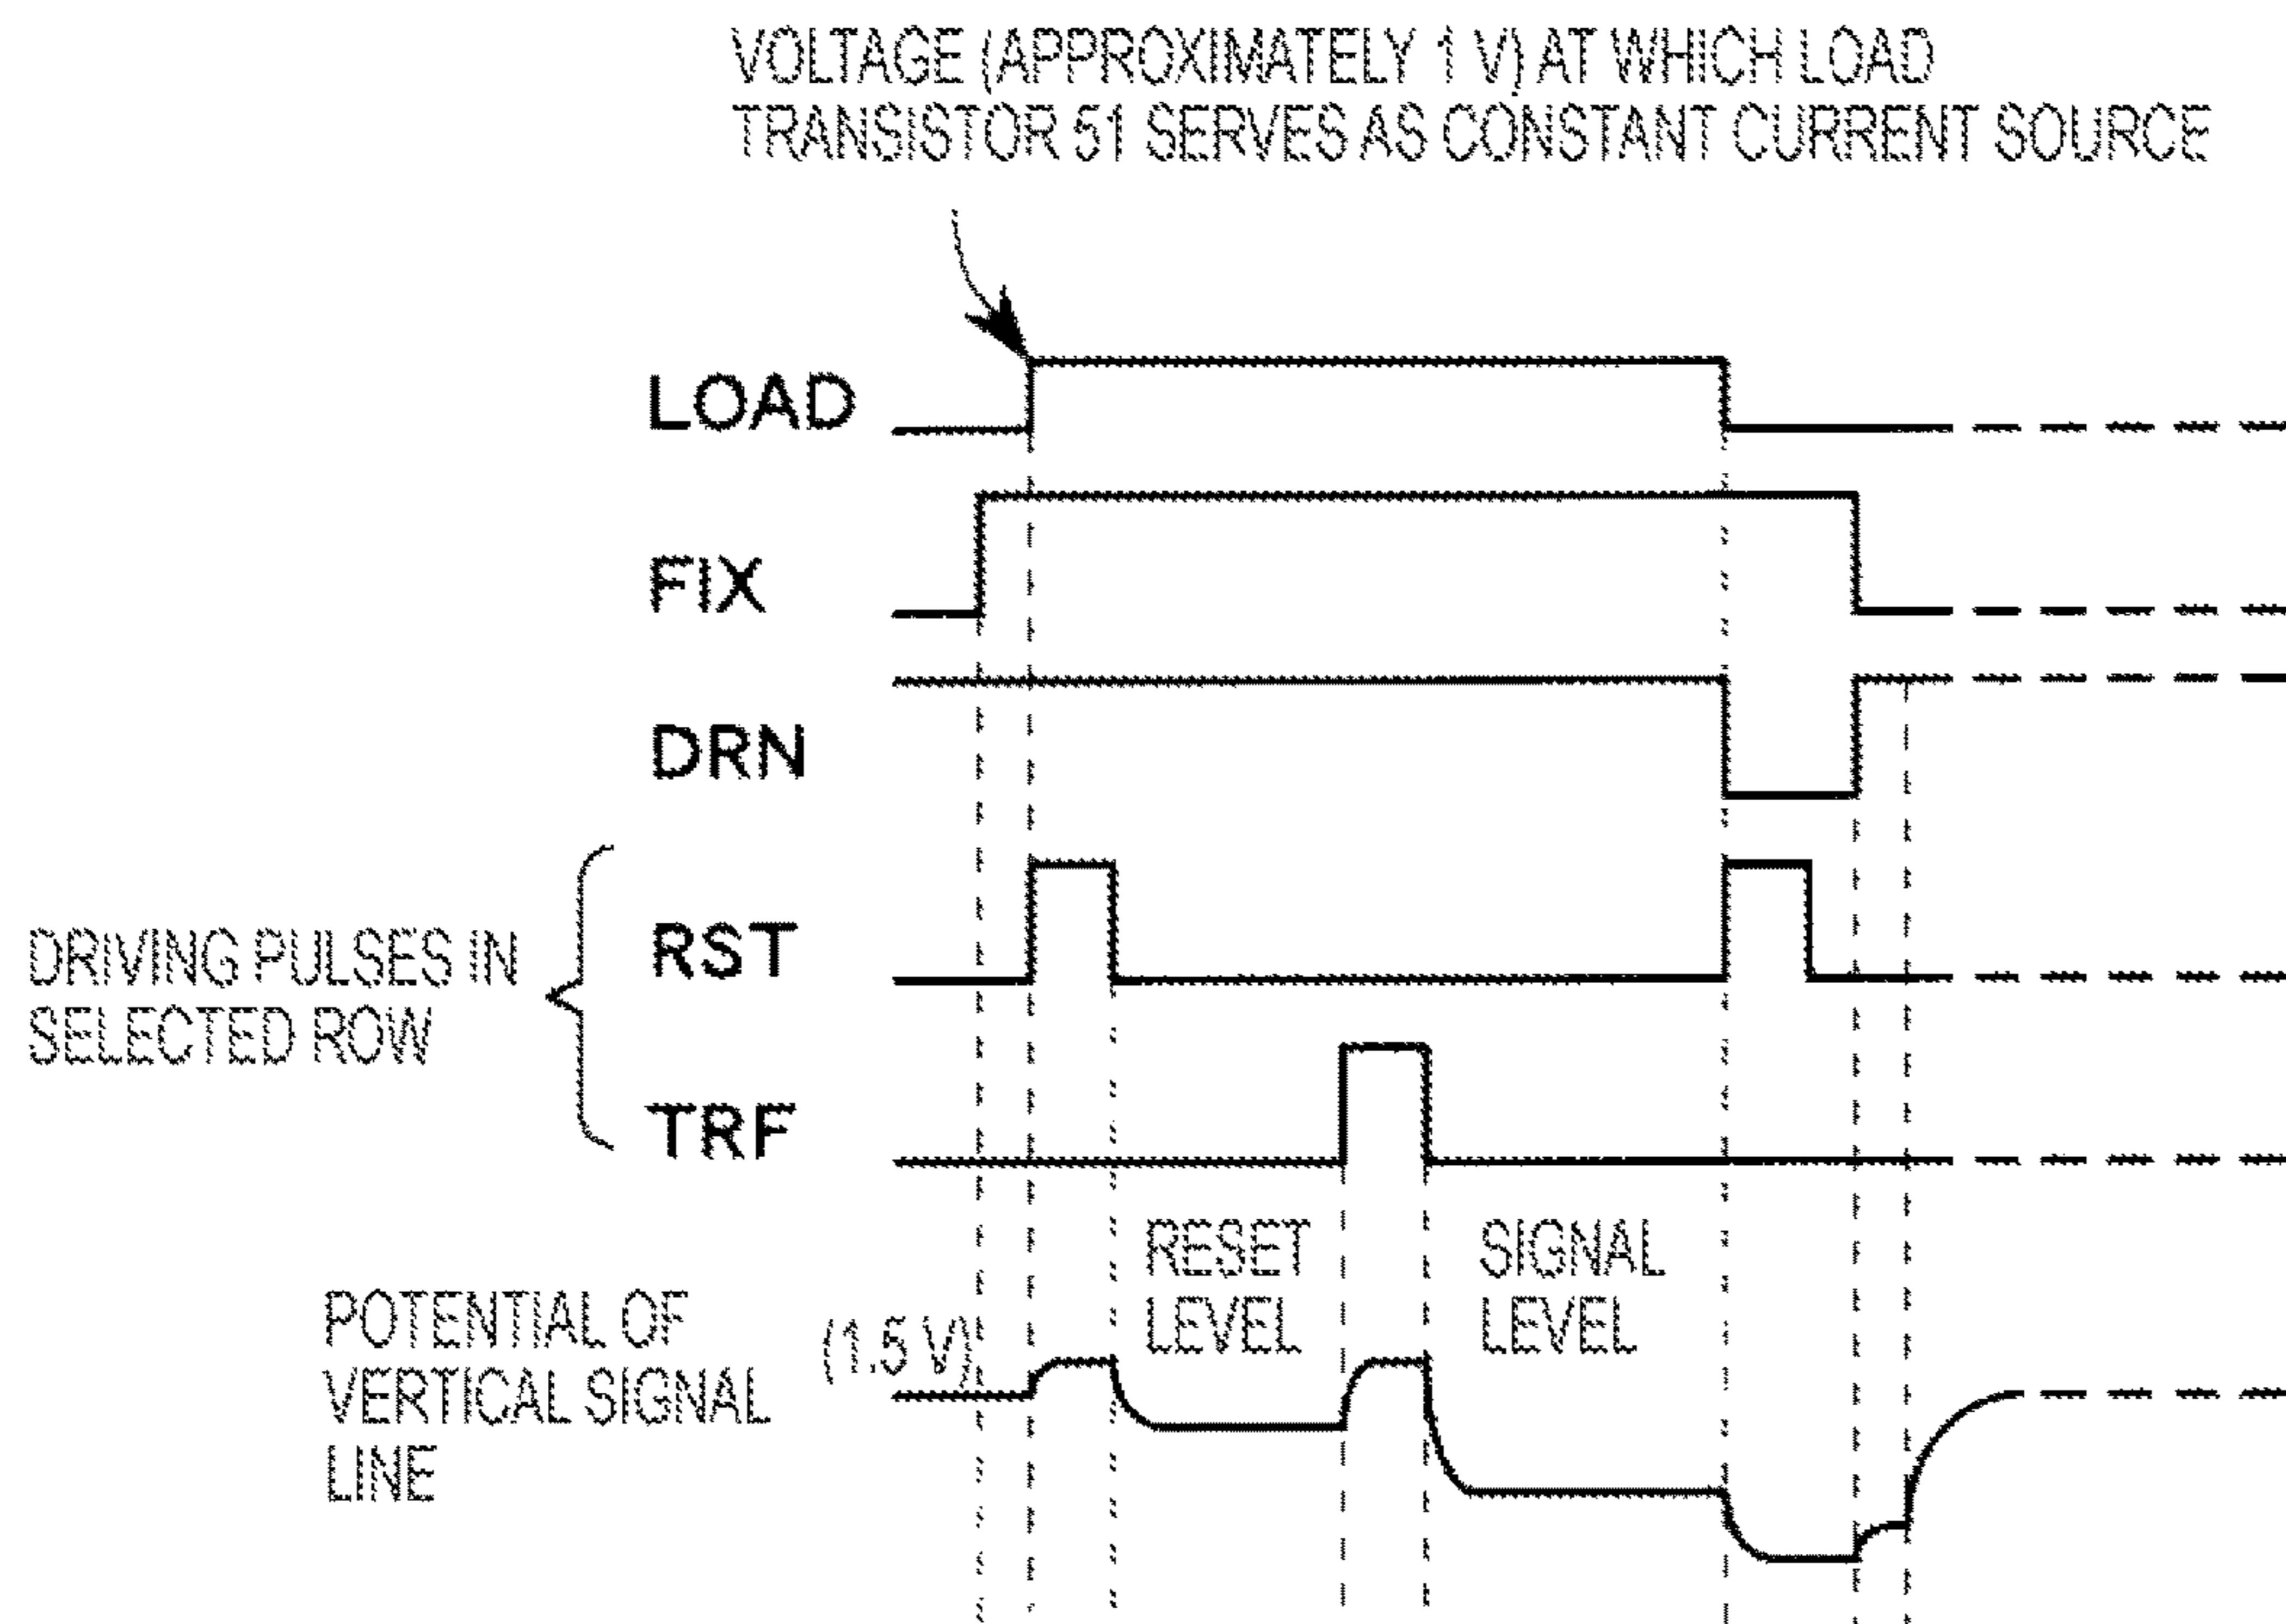 VOLTAGE (APPROXIMATELY 1 V) AT WHICH LOAD
TRANSISTOR 51 SERVES AS CONSTANT CURRENT SOURCE
LOAD
FIX
DRN
RST
DRIVING PULSES IN
SELECTED ROW
TRF
RESET
LEVEL
SIGNAL
LEVEL
POTENTIAL OF
VERTICAL SIGNAL
LINE
(1.5 V)